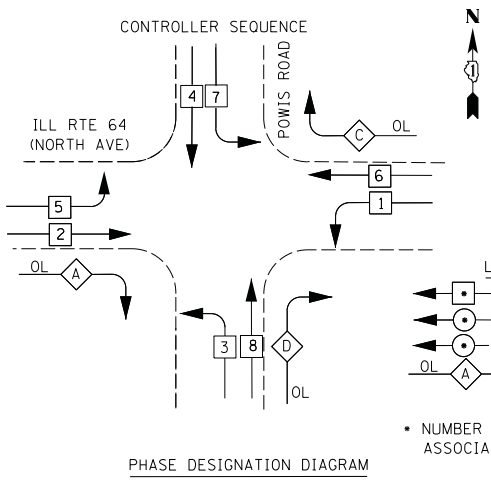 CONTROLLER SEQUENCE
N
1
POWIS ROAD
4 7
ILL RTE 64
(NORTH AVE)
C OL
6
1
5
2
OL A
3 8 D
OL
L
*
*
*
OL A
* NUMBER
ASSOCIA
PHASE DESIGNATION DIAGRAM